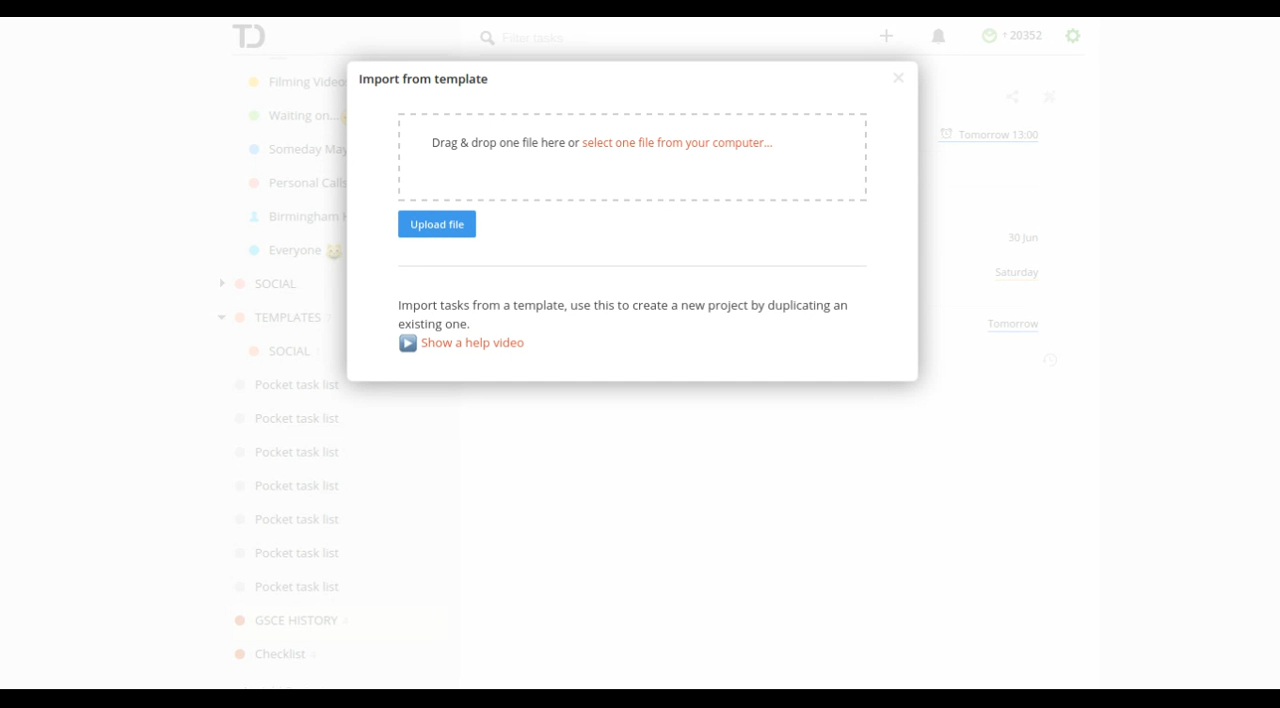 TD
Filter tasks...
↑ 20352
Import from template
Filming Video
Drag & drop one file here or select one file from your computer...
Waiting on...
Tomorrow 13:00
Someday May
Personal Calls
Birmingham
Upload file
30 Jun
Everyone
Saturday
SOCIAL
Import tasks from a template, use this to create a new project by duplicating an
existing one.
TEMPLATES 7
Tomorrow
Show a help video
SOCIAL 7
Pocket task list
Pocket task list
Pocket task list
Pocket task list
Pocket task list
Pocket task list
Pocket task list
GSCE HISTORY 4
Checklist 4